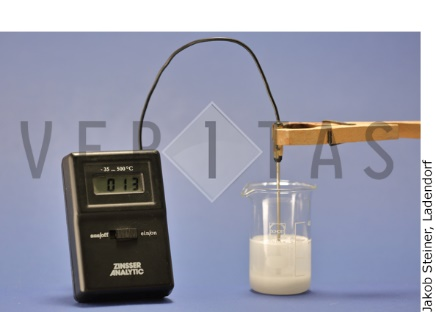 VERITAS
-35 ... 500°C
013
aus/off
ein/on
ZINSSER
ANALYTIC
Jakob Steiner, Ladendorf